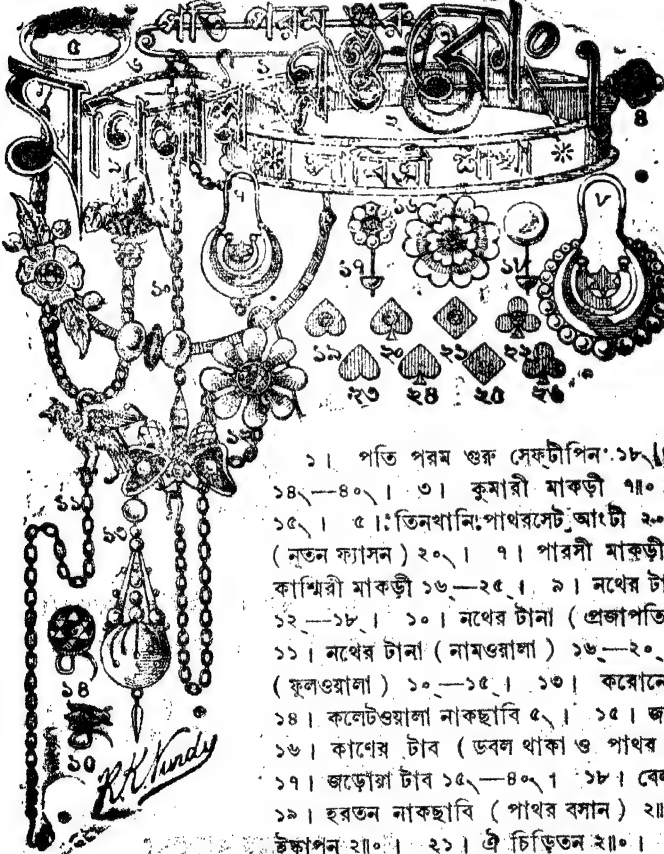 পতি পরম গুরু
সাবিত্রী শাখা
R.K. Nundy
১। পতি পরম গুরু সেফ্‌টীপিন ১৮৲
১৪৲—৪০৲। ৩। কুমারী মাকড়ী ৭॥০
১৫৲। ৫। তিনখানি পাথরসেট আংটী ২০
( নূতন ফ্যাসন ) ২০৲। ৭। পারসী মাকড়ী
কাশ্মিরী মাকড়ী ১৬—২৫৲। ৯। নথের টা
১২—১৮৲। ১০। নথের টানা ( প্রজাপতি
১১। নথের টানা ( নামওয়ালা ) ১৬৲—২০৲
( ফুলওয়ালা ) ১০৲—১৫৲। ১৩। করোনে
১৪। কলেটওয়ালা নাকছাবি ৫৲। ১৫। জ
১৬। কাণের টাব ( ডবল থাকা ও পাথর
১৭। জড়োয়া টাব ১৫৲—৪০৲। ১৮। বেল
১৯। হরতন নাকছাবি ( পাথর বসান ) ২॥
ইস্কাপন ২॥০। ২১। ঐ চিড়িতন ২॥০।